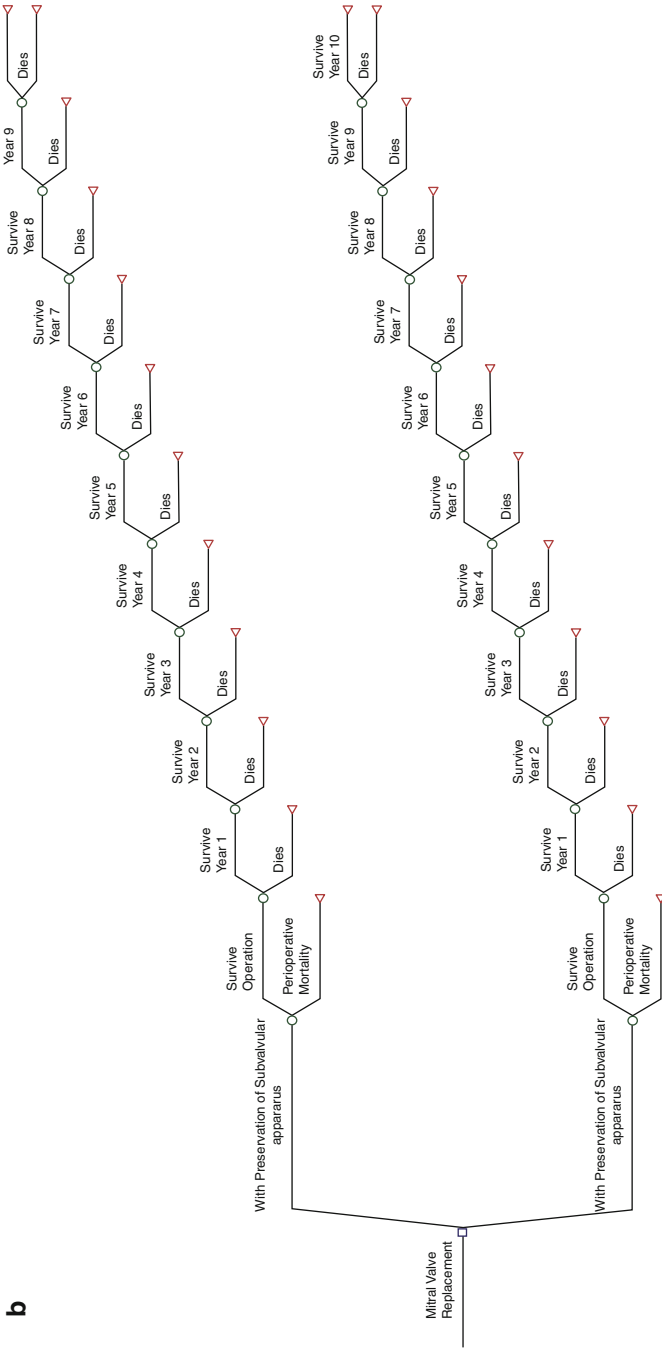 b
Mitral Valve
Replacement
With Preservation of Subvalvular
appararus
Survive
Operation
Perioperative
Mortality
Survive
Year 1
Dies
Survive
Year 2
Dies
Survive
Year 3
Dies
Survive
Year 4
Dies
Survive
Year 5
Dies
Survive
Year 6
Dies
Survive
Year 7
Dies
Survive
Year 8
Dies
Year 9
Dies
Dies
With Preservation of Subvalvular
appararus
Survive
Operation
Perioperative
Mortality
Survive
Year 1
Dies
Survive
Year 2
Dies
Survive
Year 3
Dies
Survive
Year 4
Dies
Survive
Year 5
Dies
Survive
Year 6
Dies
Survive
Year 7
Dies
Survive
Year 8
Dies
Survive
Year 9
Dies
Survive
Year 10
Dies